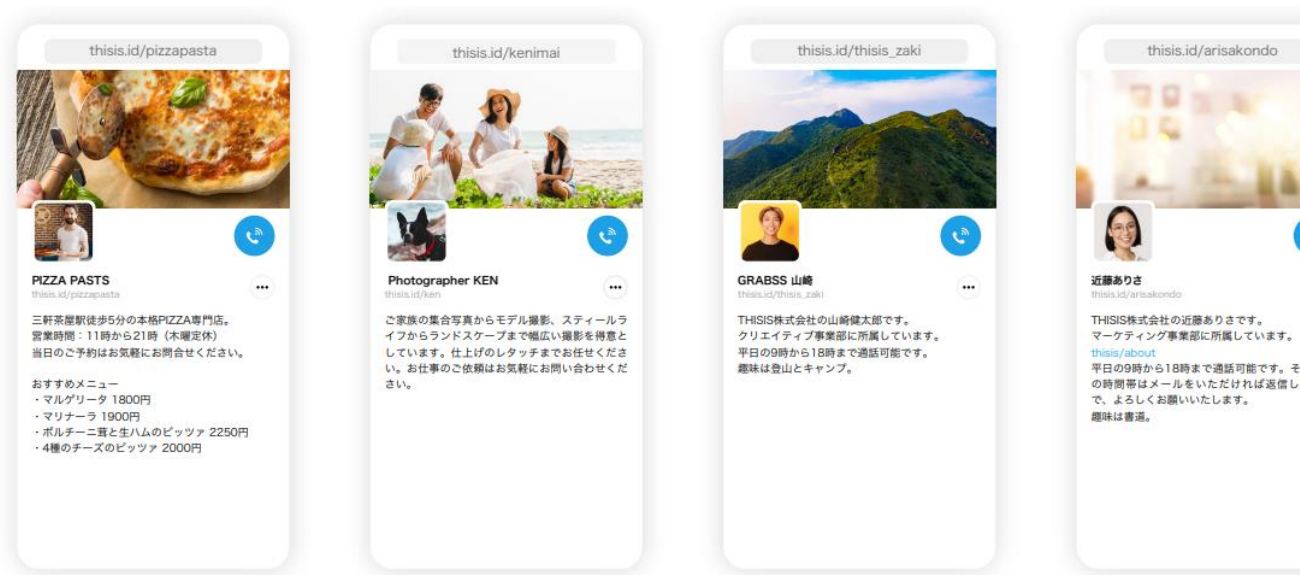 thisis.id/pizzapasta
PIZZA PASTS
thisis.id/pizzapasta
三軒茶屋駅徒歩5分の本格PIZZA専門店。
営業時間：11時から21時（木曜定休）
当日のご予約はお気軽にお問合せください。
おすすめメニュー
・マルゲリータ 1800円
・マリナーラ 1900円
・ポルチーニ茸と生ハムのピッツァ 2250円
・4種のチーズのピッツァ 2000円
thisis.id/kenimai
Photographer KEN
thisis.id/ken
ご家族の集合写真からモデル撮影、スティールラ
イフからランドスケープまで幅広い撮影を得意と
しています。仕上げのレタッチまでお任せくださ
い。お仕事のご依頼はお気軽にお問い合わせくだ
さい。
thisis.id/thisis_zaki
GRABSS 山崎
thisis.id/thisis_zaki
THISIS株式会社の山崎健太郎です。
クリエイティブ事業部に所属しています。
平日の9時から18時まで通話可能です。
趣味は登山とキャンプ。
thisis.id/arisakondo
近藤ありさ
thisis.id/arisakondo
THISIS株式会社の近藤ありさです。
マーケティング事業部に所属しています。
thisis/about
平日の9時から18時まで通話可能です。そ
の時間帯はメールをいただければ返信し
で、よろしくお願いいたします。
趣味は書道。